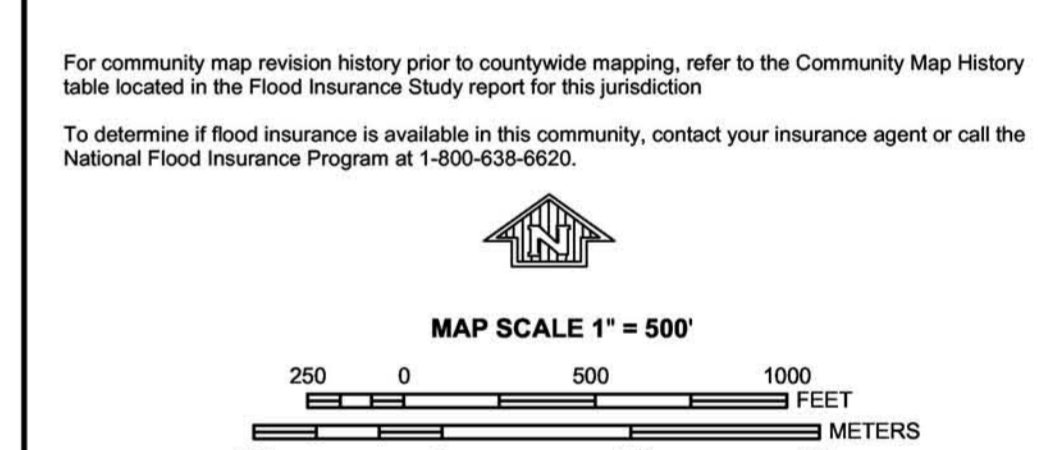 For community map revision history prior to countywide mapping, refer to the Community Map History
table located in the Flood Insurance Study report for this jurisdiction
To determine if flood insurance is available in this community, contact your insurance agent or call the
National Flood Insurance Program at 1-800-638-6620.
N
MAP SCALE 1" = 500'
250 0 500 1000
FEET
METERS